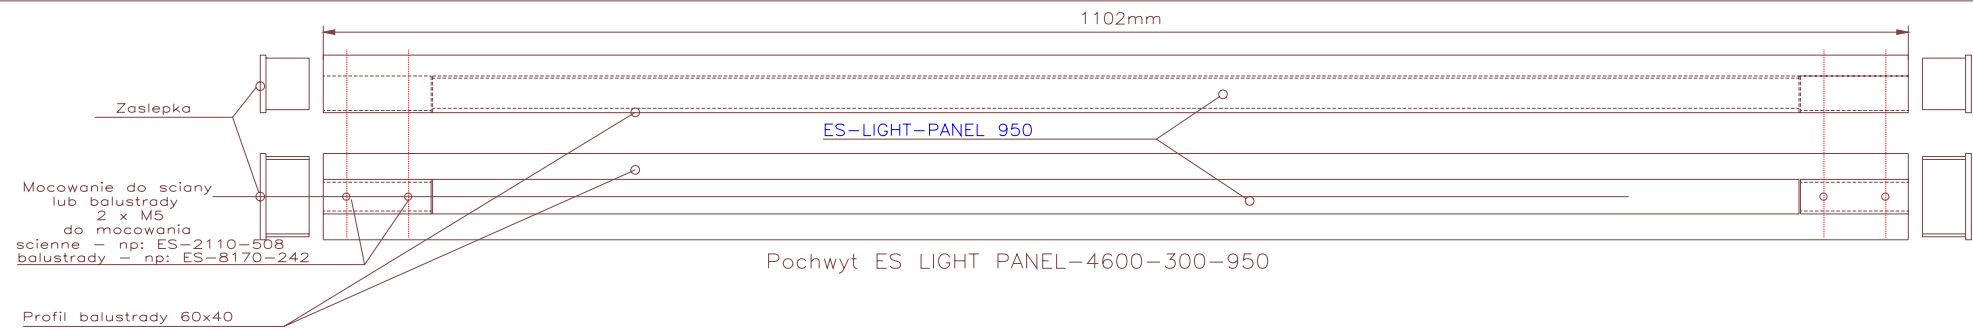 1102mm
Zaslepka
ES-LIGHT-PANEL 950
Mocowanie do sciany
lub balustrady
2 x M5
do mocowania
scienne - np: ES-2110-508
balustrady - np: ES-8170-242
Pochwyt ES LIGHT PANEL-4600-300-950
Profil balustrady 60x40